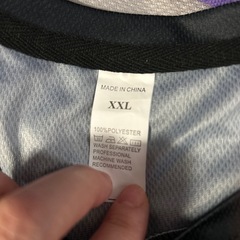 MADE IN CHINA
XXL
100%POLYESTER
WASH SEPARATELY
PROFESSIONAL
MACHINE WASH
RECOMMENDED